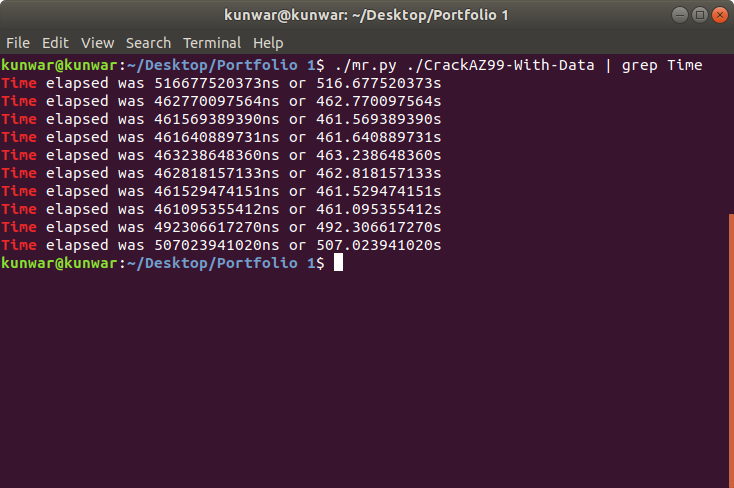 kunwar@kunwar: ~/Desktop/Portfolio 1
File Edit View Search Terminal Help
kunwar@kunwar:~/Desktop/Portfolio 1$ ./mr.py ./CrackAZ99-With-Data | grep Time
Time elapsed was 516677520373ns or 516.677520373s
Time elapsed was 462770097564ns or 462.770097564s
Time elapsed was 461569389390ns or 461.569389390s
Time elapsed was 461640889731ns or 461.640889731s
Time elapsed was 463238648360ns or 463.238648360s
Time elapsed was 462818157133ns or 462.818157133s
Time elapsed was 461529474151ns or 461.529474151s
Time elapsed was 461095355412ns or 461.095355412s
Time elapsed was 492306617270ns or 492.306617270s
Time elapsed was 507023941020ns or 507.023941020s
kunwar@kunwar:~/Desktop/Portfolio 1$